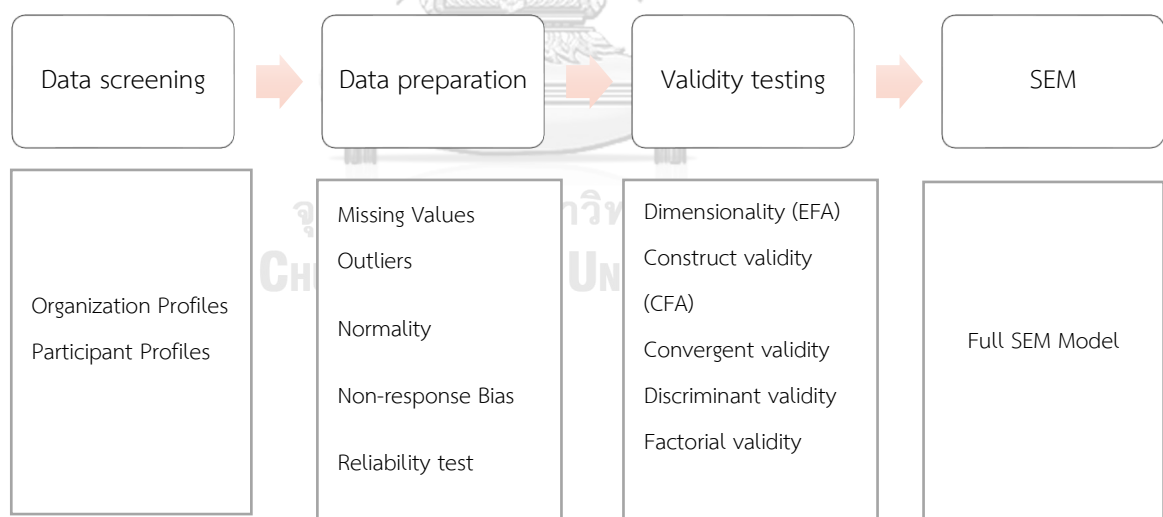 Data screening
Data preparation
Validity testing
SEM
Organization Profiles
Participant Profiles
Missing Values
Outliers
Normality
Non-response Bias
Reliability test
Dimensionality (EFA)
Construct validity
(CFA)
Convergent validity
Discriminant validity
Factorial validity
Full SEM Model